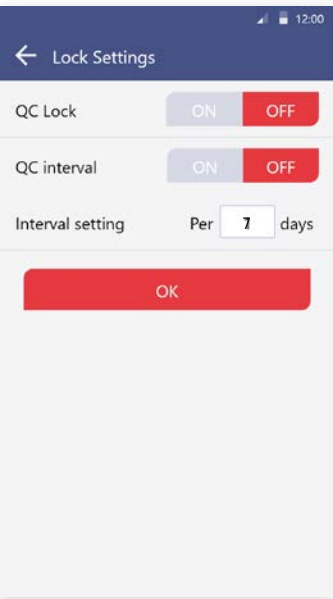 12:00
Lock Settings
QC Lock ON OFF
QC interval ON OFF
Interval setting Per 7 days
OK